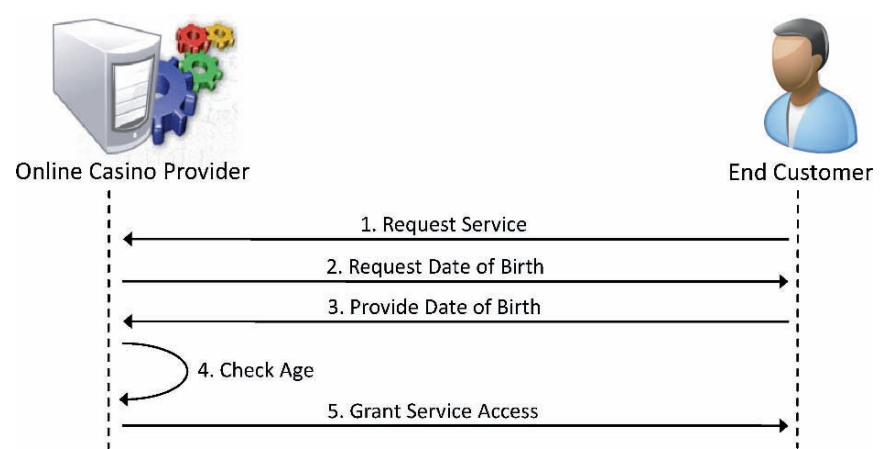 Online Casino Provider
End Customer
1. Request Service
2. Request Date of Birth
3. Provide Date of Birth
4. Check Age
5. Grant Service Access